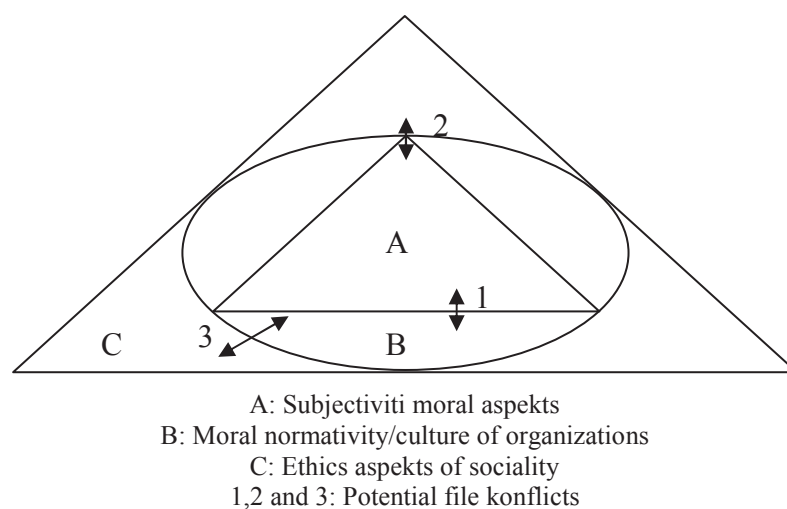 2
A
1
3
C
B
A: Subjectiviti moral aspekts
B: Moral normativity/culture of organizations
C: Ethics aspekts of sociality
1,2 and 3: Potential file konflicts